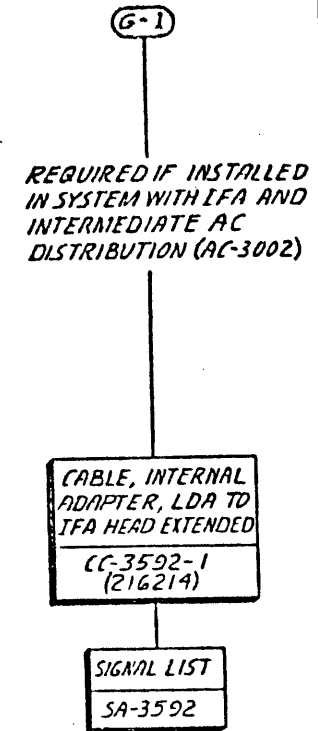 G-1
REQUIRED IF INSTALLED
IN SYSTEM WITH IFA AND
INTERMEDIATE AC
DISTRIBUTION (AC-3002)
CABLE, INTERNAL
ADAPTER, LDA TO
IFA HEAD EXTENDED
CC-3592-1
(216214)
SIGNAL LIST
SA-3592